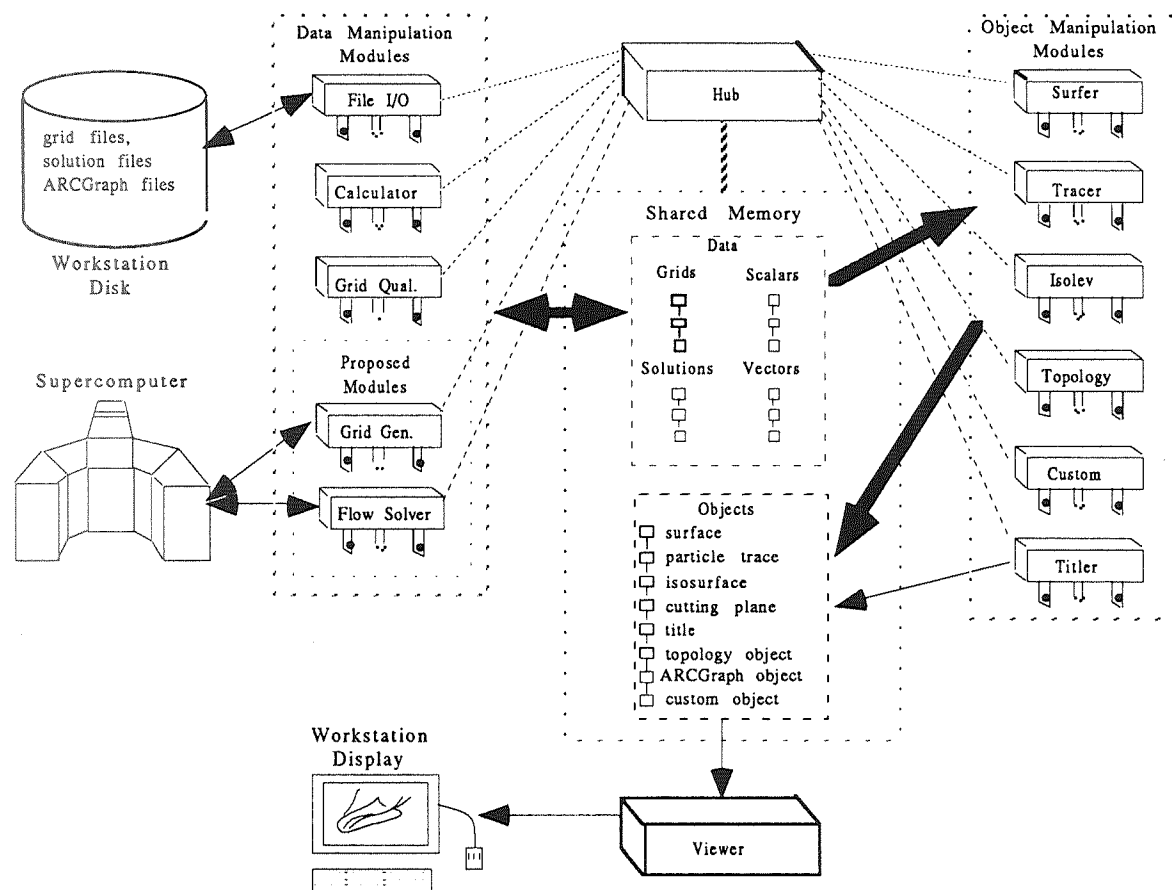 Data Manipulation
Modules
File I/O
Calculator
Grid Qual.
Proposed
Modules
Grid Gen.
Flow Solver
grid files,
solution files
ARCGraph files
Workstation
Disk
Supercomputer
Hub
Shared Memory
Data
Grids
Scalars
Solutions
Vectors
Objects
surface
particle trace
isosurface
cutting plane
title
topology object
ARCGraph object
custom object
Object Manipulation
Modules
Surfer
Tracer
Isolev
Topology
Custom
Titler
Workstation
Display
Viewer